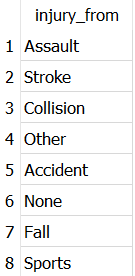 injury_from
1 Assault
2 Stroke
3 Collision
4 Other
5 Accident
6 None
7 Fall
8 Sports